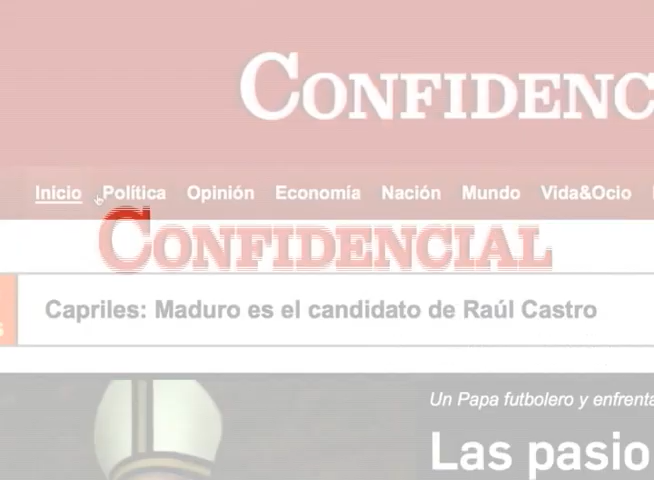 CONFIDENC
Inicio Política Opinión Economía Nación Mundo Vida&Ocio
CONFIDENCIAL
Capriles: Maduro es el candidato de Raúl Castro
Un Papa futbolero y enfrenta
Las pasio